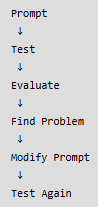 Prompt
↓
Test
↓
Evaluate
↓
Find Problem
↓
Modify Prompt
↓
Test Again